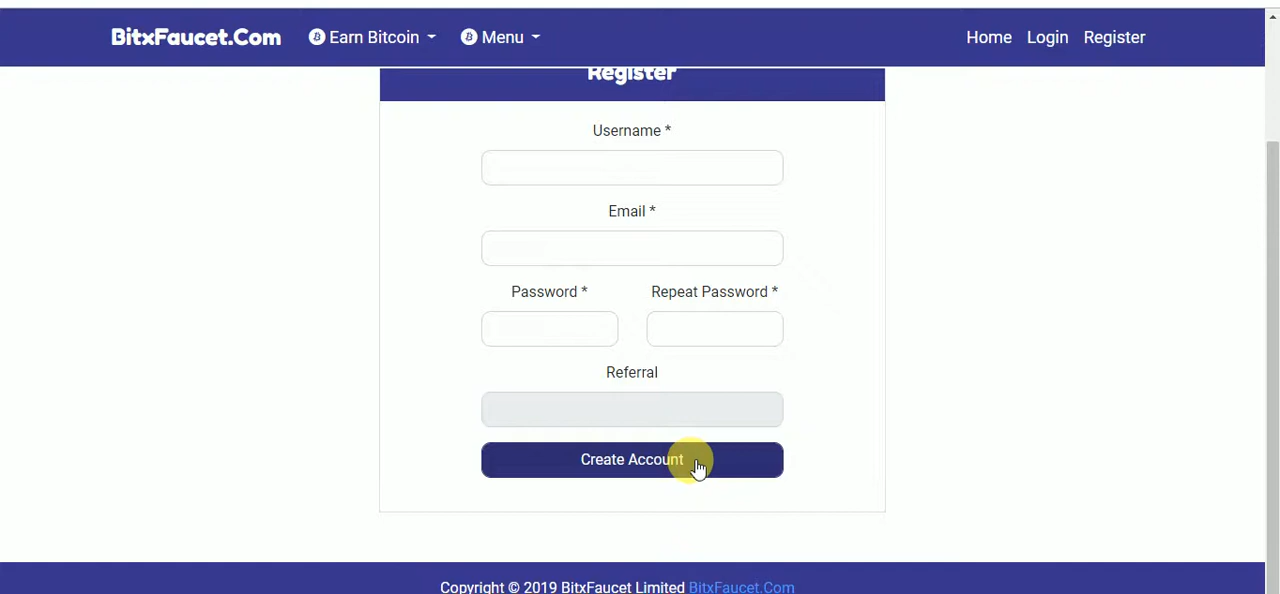 BitxFaucet.Com Earn Bitcoin Menu Home Login Register
Register
Username *
Email *
Password * Repeat Password *
Referral
Create Account
Copyright © 2019 BitxFaucet Limited BitxFaucet.Com